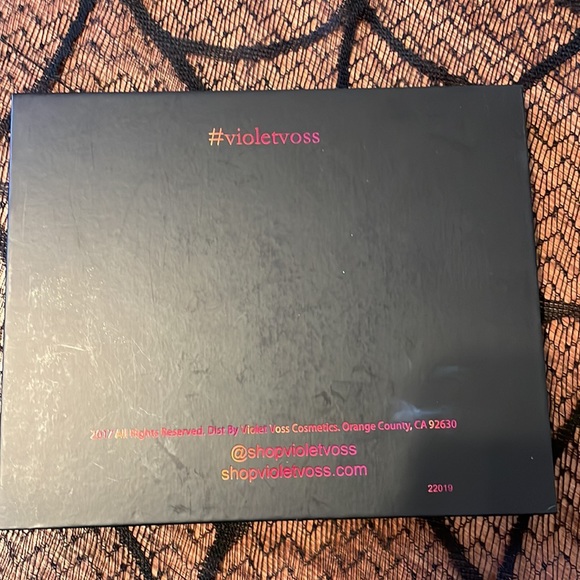 #violetvoss
2017 All Rights Reserved. Dist By Violet Voss Cosmetics. Orange County, CA 92630
@shopvioletvoss
shopvioletvoss.com
22019